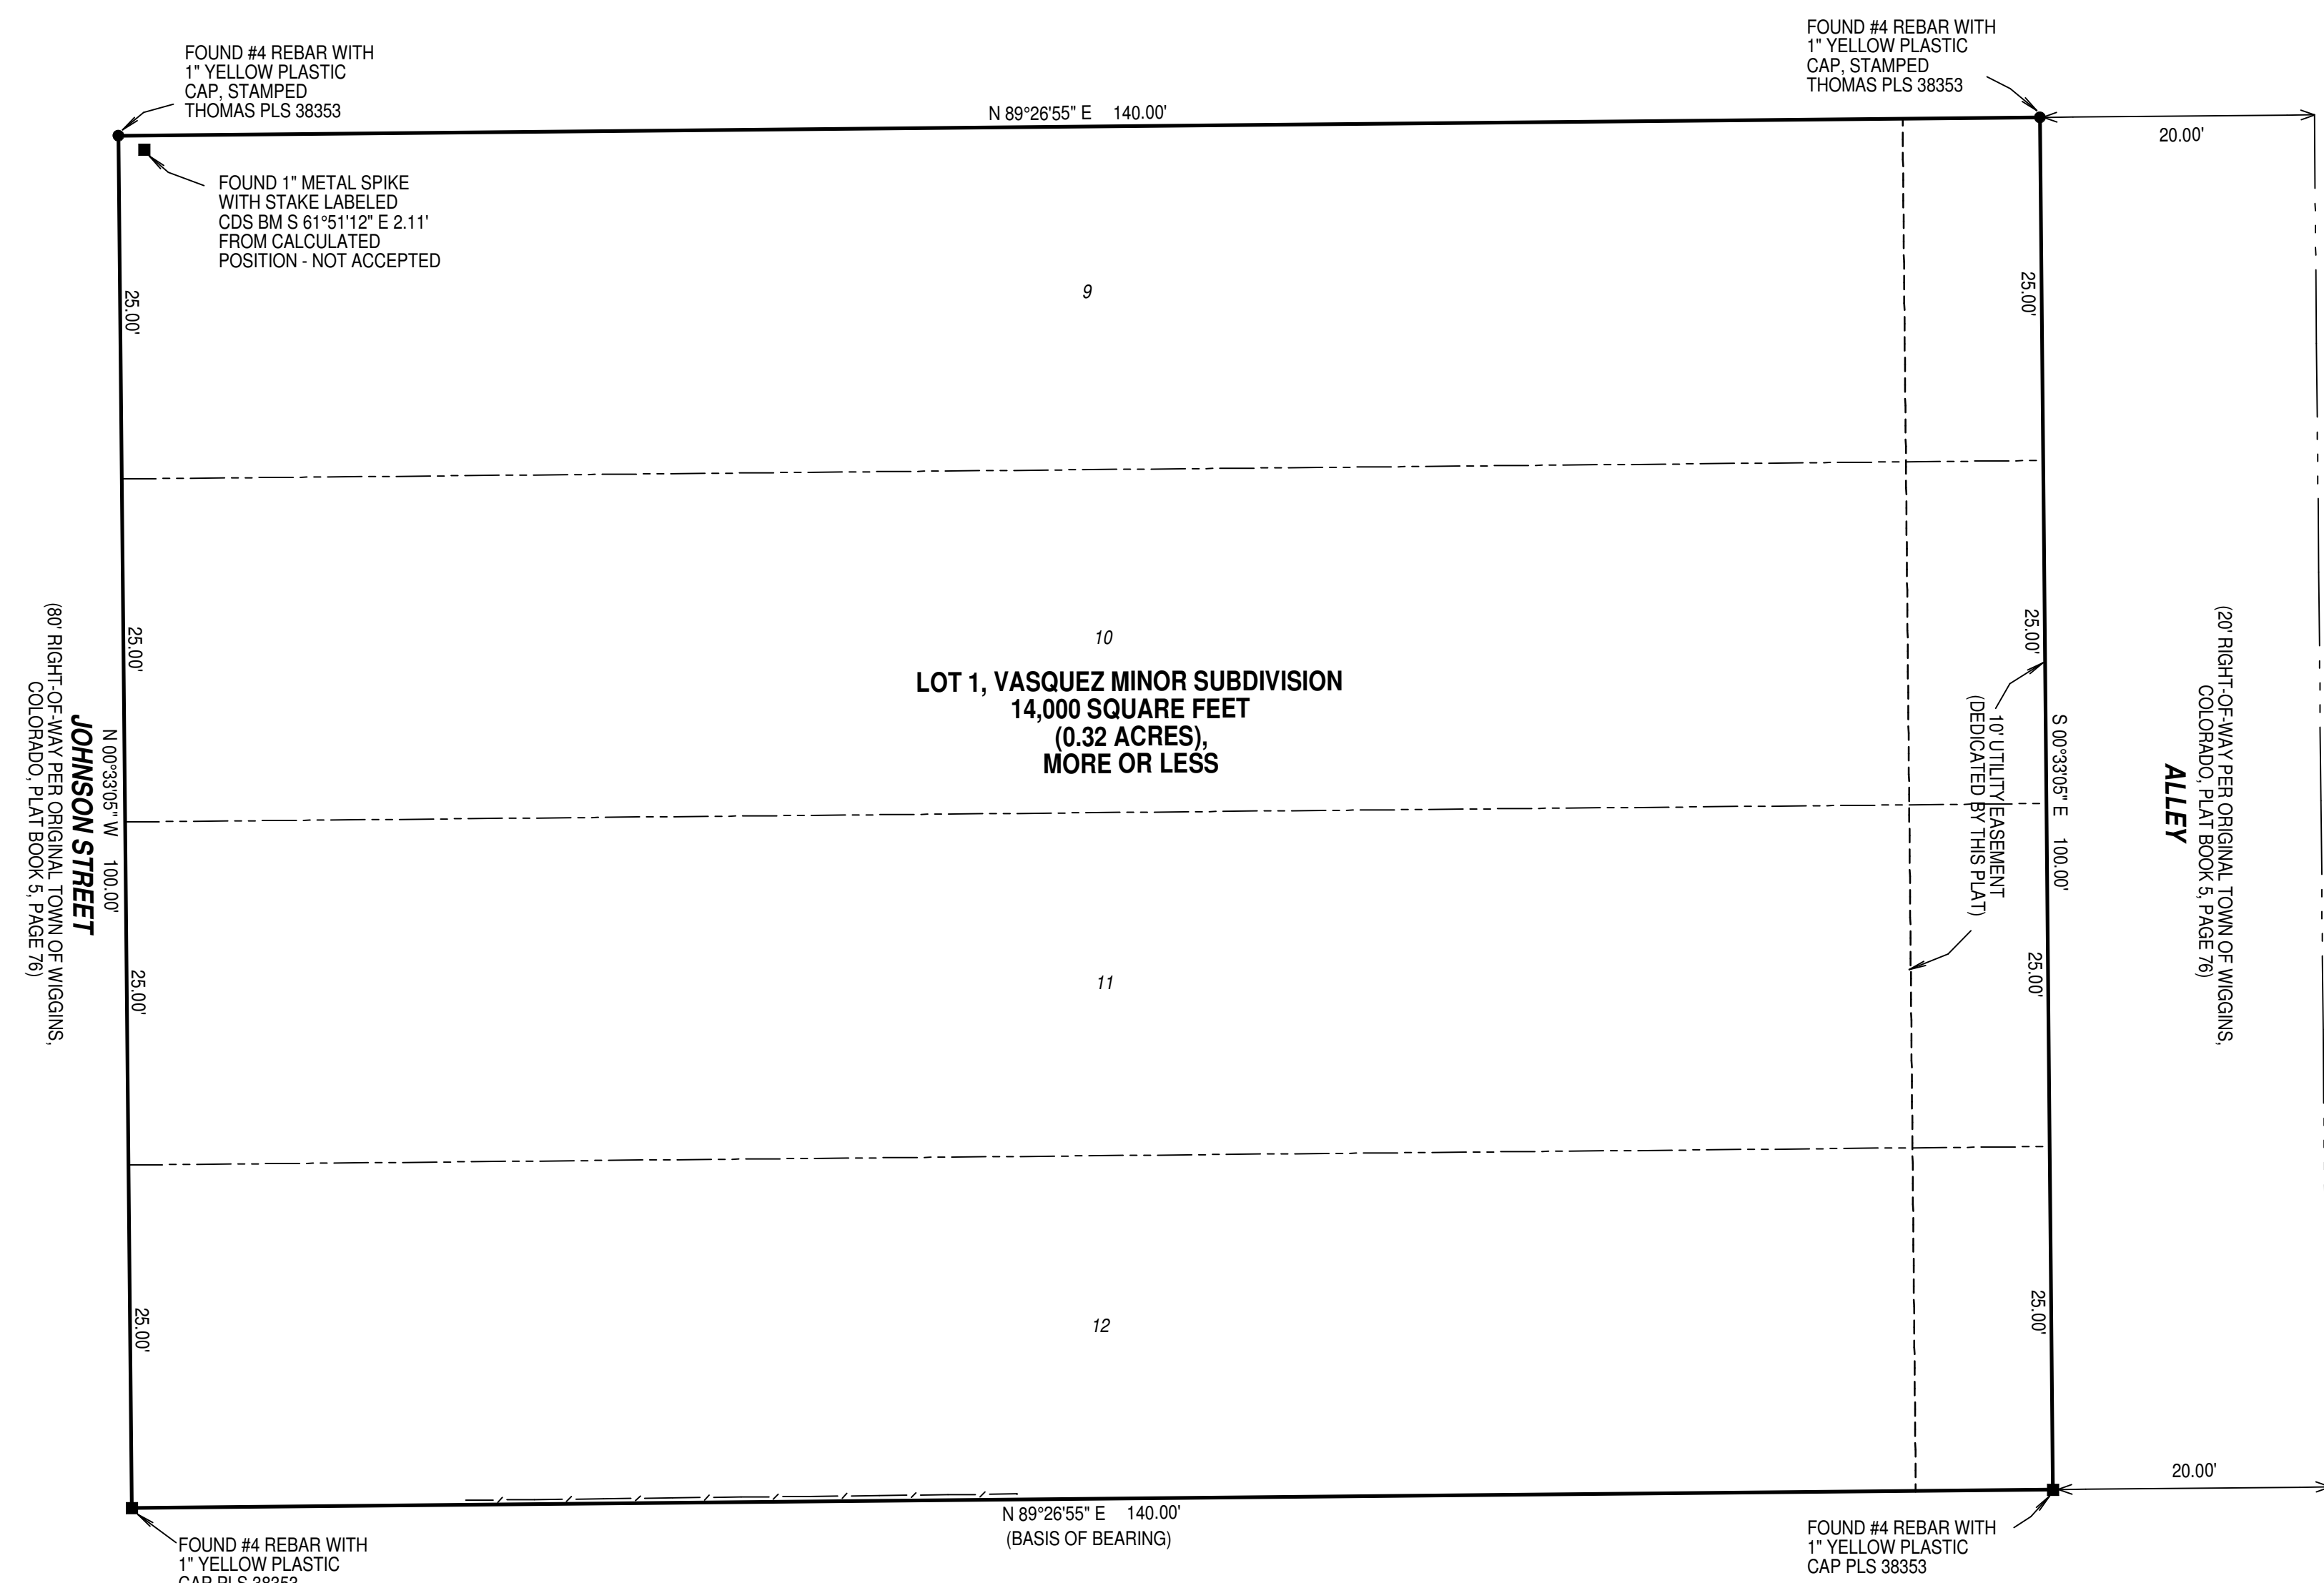 FOUND #4 REBAR WITH
1" YELLOW PLASTIC
CAP, STAMPED
THOMAS PLS 38353
N 89°26'55" E 140.00'
FOUND #4 REBAR WITH
1" YELLOW PLASTIC
CAP, STAMPED
THOMAS PLS 38353
20.00'
FOUND 1" METAL SPIKE
WITH STAKE LABELED
CDS BM S 61°51'12" E 2.11'
FROM CALCULATED
POSITION - NOT ACCEPTED
25.00'
9
25.00'
25.00'
10
25.00'
LOT 1, VASQUEZ MINOR SUBDIVISION
14,000 SQUARE FEET
(0.32 ACRES),
MORE OR LESS
N 00°33'05" W 100.00'
JOHNSON STREET
(80' RIGHT-OF-WAY PER ORIGINAL TOWN OF WIGGINS,
COLORADO, PLAT BOOK 5, PAGE 76)
10' UTILITY EASEMENT
(DEDICATED BY THIS PLAT)
S 00°33'05" E 100.00'
(20' RIGHT-OF-WAY PER ORIGINAL TOWN OF WIGGINS,
COLORADO, PLAT BOOK 5, PAGE 76)
ALLEY
25.00'
11
25.00'
25.00'
12
25.00'
N 89°26'55" E 140.00'
(BASIS OF BEARING)
20.00'
FOUND #4 REBAR WITH
1" YELLOW PLASTIC
CAP PLS 38353
FOUND #4 REBAR WITH
1" YELLOW PLASTIC
CAP PLS 38353